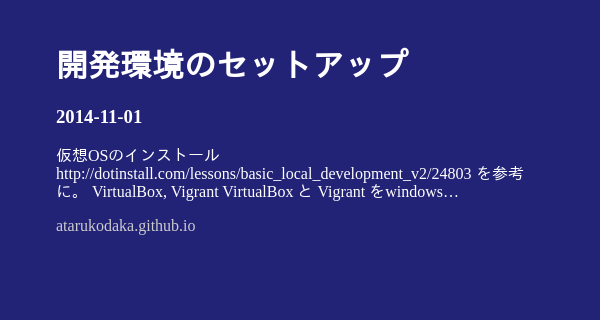 開発環境のセットアップ
2014-11-01
仮想OSのインストール
http://dotinstall.com/lessons/basic_local_development_v2/24803 を参考
に。 VirtualBox, Vigrant VirtualBox と Vigrant をwindows…
atarukodaka.github.io